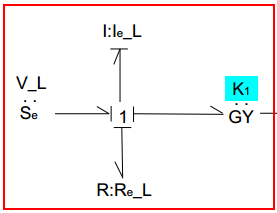 I:Ie_L
V_L
K1
Se
1
GY
R:Re_L